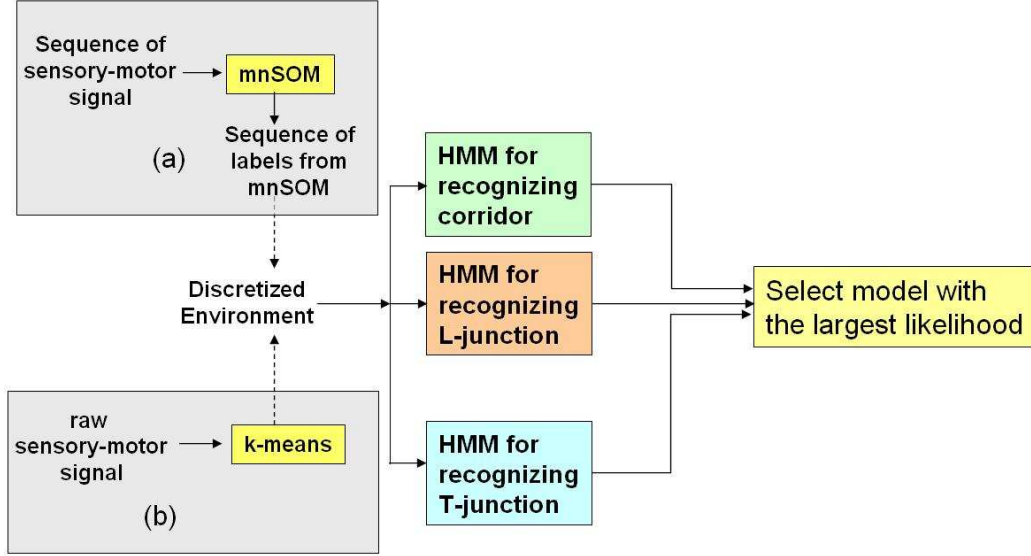 Sequence of
sensory-motor
signal
mnSOM
(a)
Sequence of
labels from
mnSOM
Discretized
Environment
raw
sensory-motor
signal
k-means
(b)
HMM for
recognizing
corridor
HMM for
recognizing
L-junction
HMM for
recognizing
T-junction
Select model with
the largest likelihood